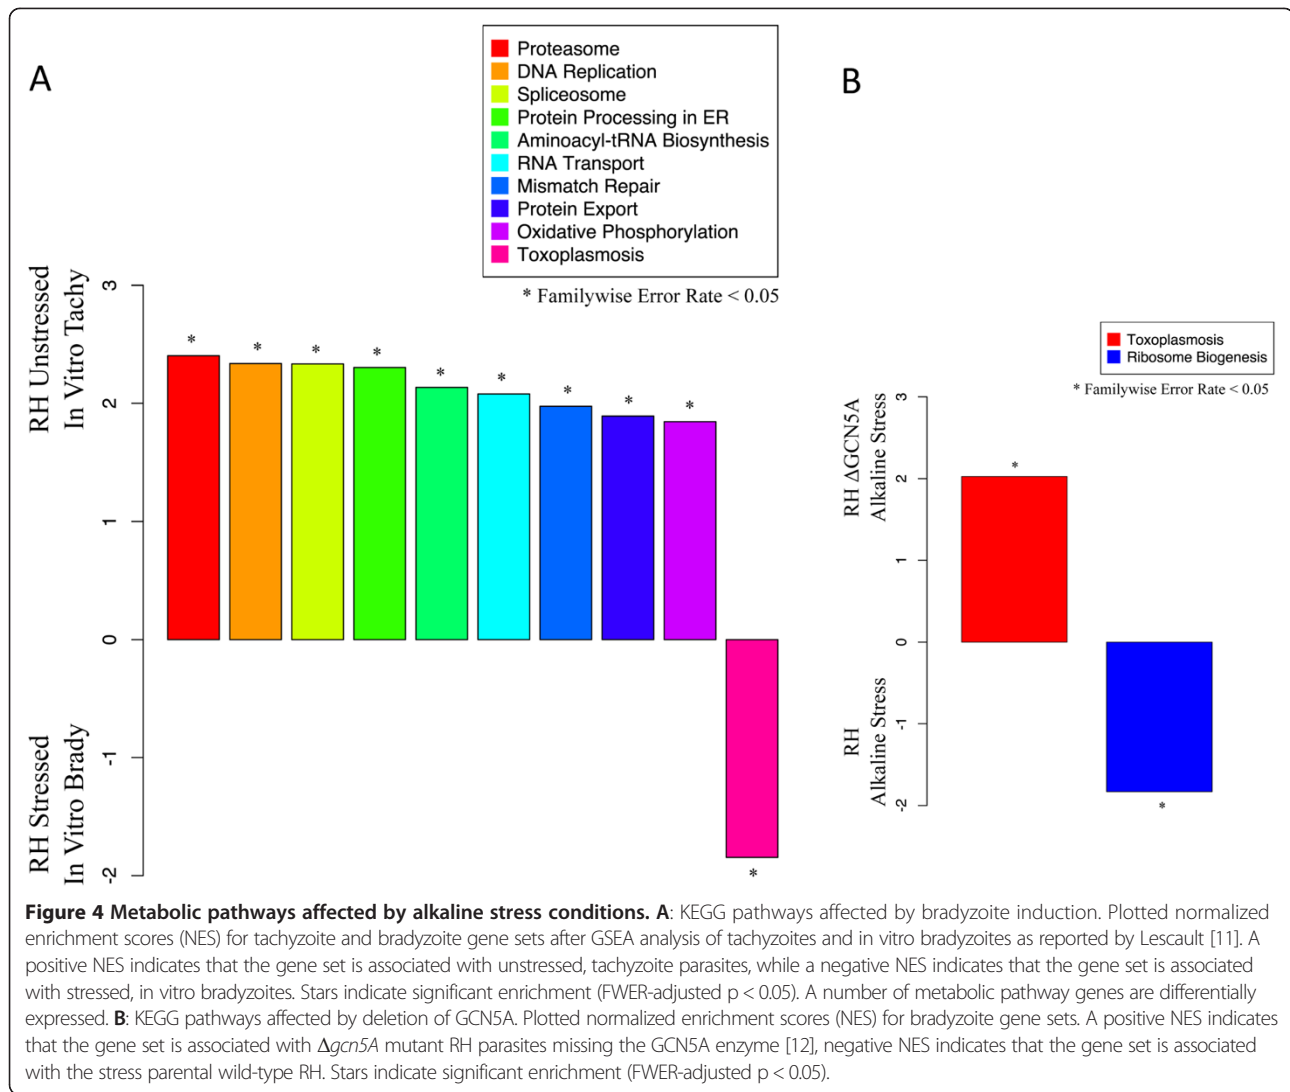 A
Proteasome
DNA Replication
Spliceosome
Protein Processing in ER
Aminoacyl-tRNA Biosynthesis
RNA Transport
Mismatch Repair
Protein Export
Oxidative Phosphorylation
Toxoplasmosis
* Familywise Error Rate < 0.05
RH Unstressed
In Vitro Tachy
RH Stressed
In Vitro Brady
3
2
1
0
-1
-2
* * * * * * * * *
*
B
Toxoplasmosis
Ribosome Biogenesis
* Familywise Error Rate < 0.05
RH ΔGCN5A
Alkaline Stress
RH
Alkaline Stress
3
2
1
0
-1
-2
*
*
Figure 4 Metabolic pathways affected by alkaline stress conditions. A: KEGG pathways affected by bradyzoite induction. Plotted normalized
enrichment scores (NES) for tachyzoite and bradyzoite gene sets after GSEA analysis of tachyzoites and in vitro bradyzoites as reported by Lescault [11]. A
positive NES indicates that the gene set is associated with unstressed, tachyzoite parasites, while a negative NES indicates that the gene set is associated
with stressed, in vitro bradyzoites. Stars indicate significant enrichment (FWER-adjusted p < 0.05). A number of metabolic pathway genes are differentially
expressed. B: KEGG pathways affected by deletion of GCN5A. Plotted normalized enrichment scores (NES) for bradyzoite gene sets. A positive NES indicates
that the gene set is associated with Δgcn5A mutant RH parasites missing the GCN5A enzyme [12], negative NES indicates that the gene set is associated
with the stress parental wild-type RH. Stars indicate significant enrichment (FWER-adjusted p < 0.05).